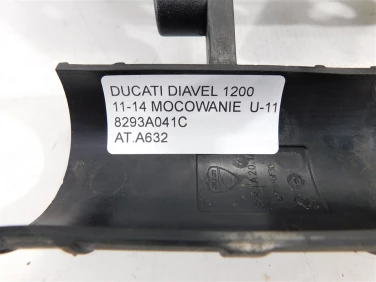 DUCATI DIAVEL 1200
11-14 MOCOWANIE U-11
8293A041C
AT.A632